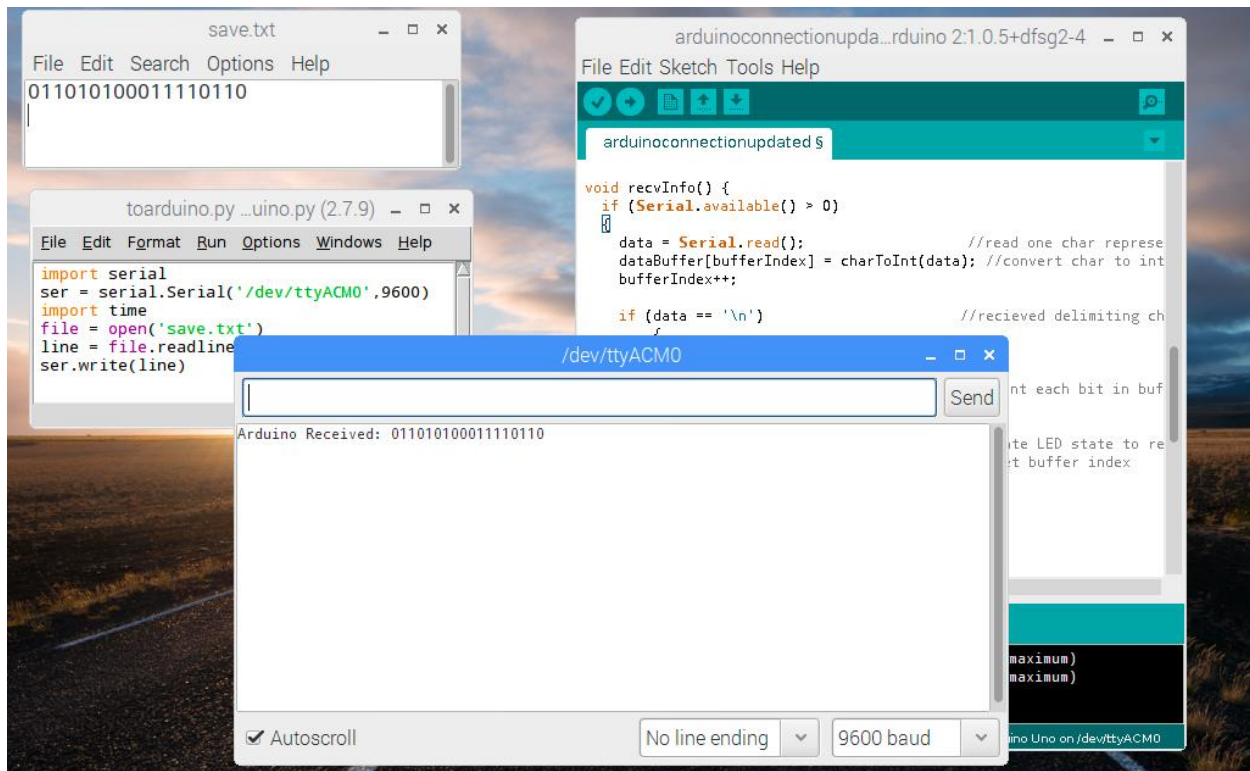 save.txt
File Edit Search Options Help
011010100011110110
toarduino.py ...uino.py (2.7.9)
File Edit Format Run Options Windows Help
import serial
ser = serial.Serial('/dev/ttyACM0',9600)
import time
file = open('save.txt')
line = file.readline
ser.write(line)
arduinoconnectionupda...rduino 2:1.0.5+dfsg2-4
File Edit Sketch Tools Help
arduinoconnectionupdated §
void recvInfo() {
if (Serial.available() > 0)
{
data = Serial.read(); //read one char represe
dataBuffer[bufferIndex] = charToInt(data); //convert char to int
bufferIndex++;
if (data == '\n') //recieved delimiting ch
{
nt each bit in buf
te LED state to re
et buffer index
maximum)
maximum)
ino Uno on /dev/ttyACM0
/dev/ttyACM0
Send
Arduino Received: 011010100011110110
Autoscroll
No line ending
9600 baud